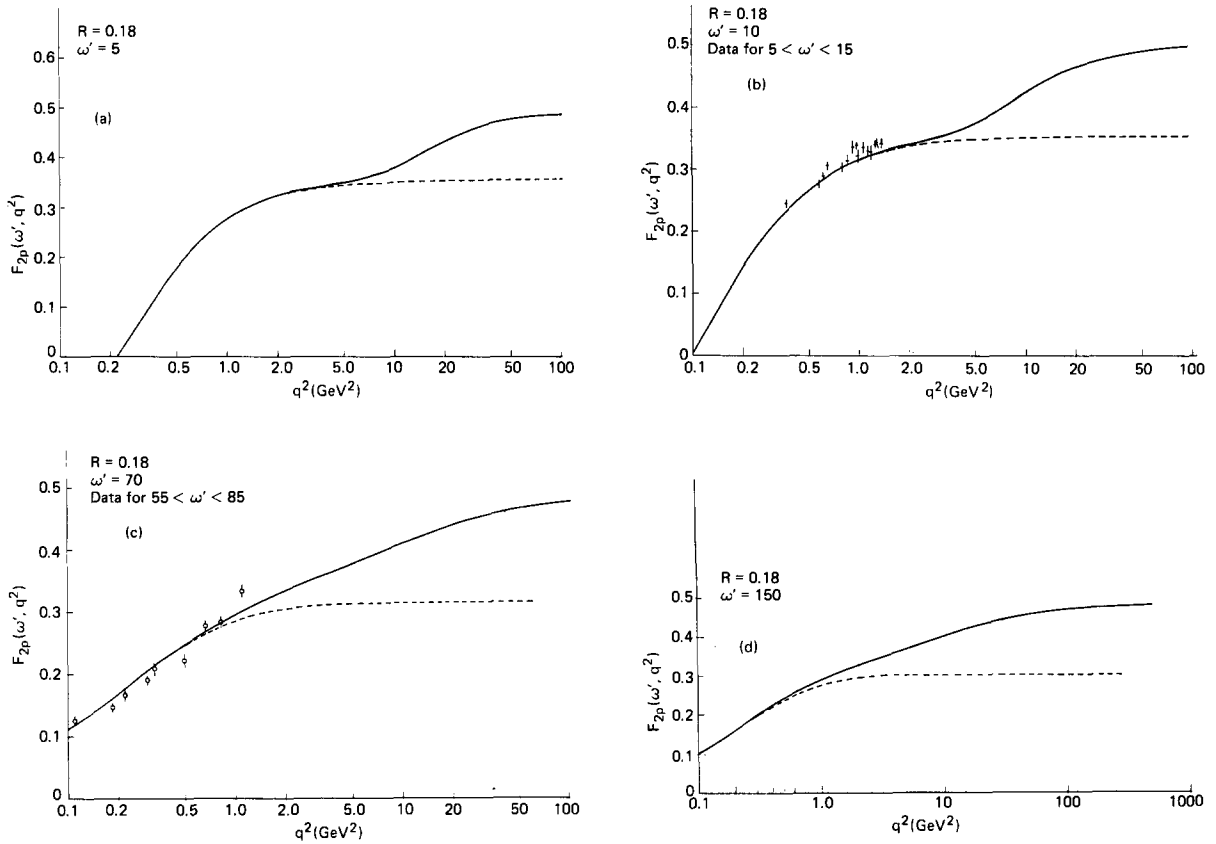 R = 0.18
ω′ = 5
(a)
0.6
0.5
0.4
0.3
0.2
0.1
0
F₂ₚ(ω′, q²)
0.1 0.2 0.5 1.0 2.0 5.0 10 20 50 100
q²(GeV²)
R = 0.18
ω′ = 10
Data for 5 < ω′ < 15
(b)
0.5
0.4
0.3
0.2
0.1
0
F₂ₚ(ω′, q²)
0.1 0.2 0.5 1.0 2.0 5.0 10 20 50 100
q²(GeV²)
R = 0.18
ω′ = 70
Data for 55 < ω′ < 85
(c)
0.5
0.4
0.3
0.2
0.1
0
F₂ₚ(ω′, q²)
0.1 0.2 0.5 1.0 2.0 5.0 10 20 50 100
q²(GeV²)
R = 0.18
ω′ = 150
(d)
0.5
0.4
0.3
0.2
0.1
0
F₂ₚ(ω′, q²)
0.1 1.0 10 100 1000
q²(GeV²)